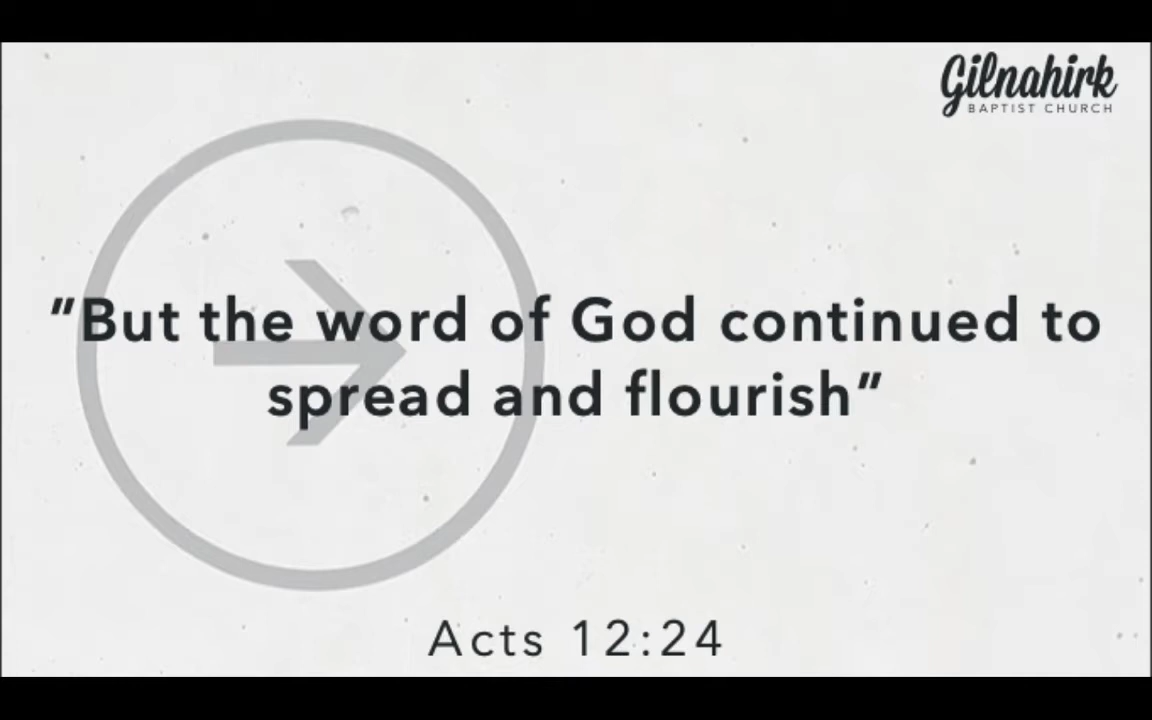 Gilnahirk
BAPTIST CHURCH
"But the word of God continued to
spread and flourish"
Acts 12:24